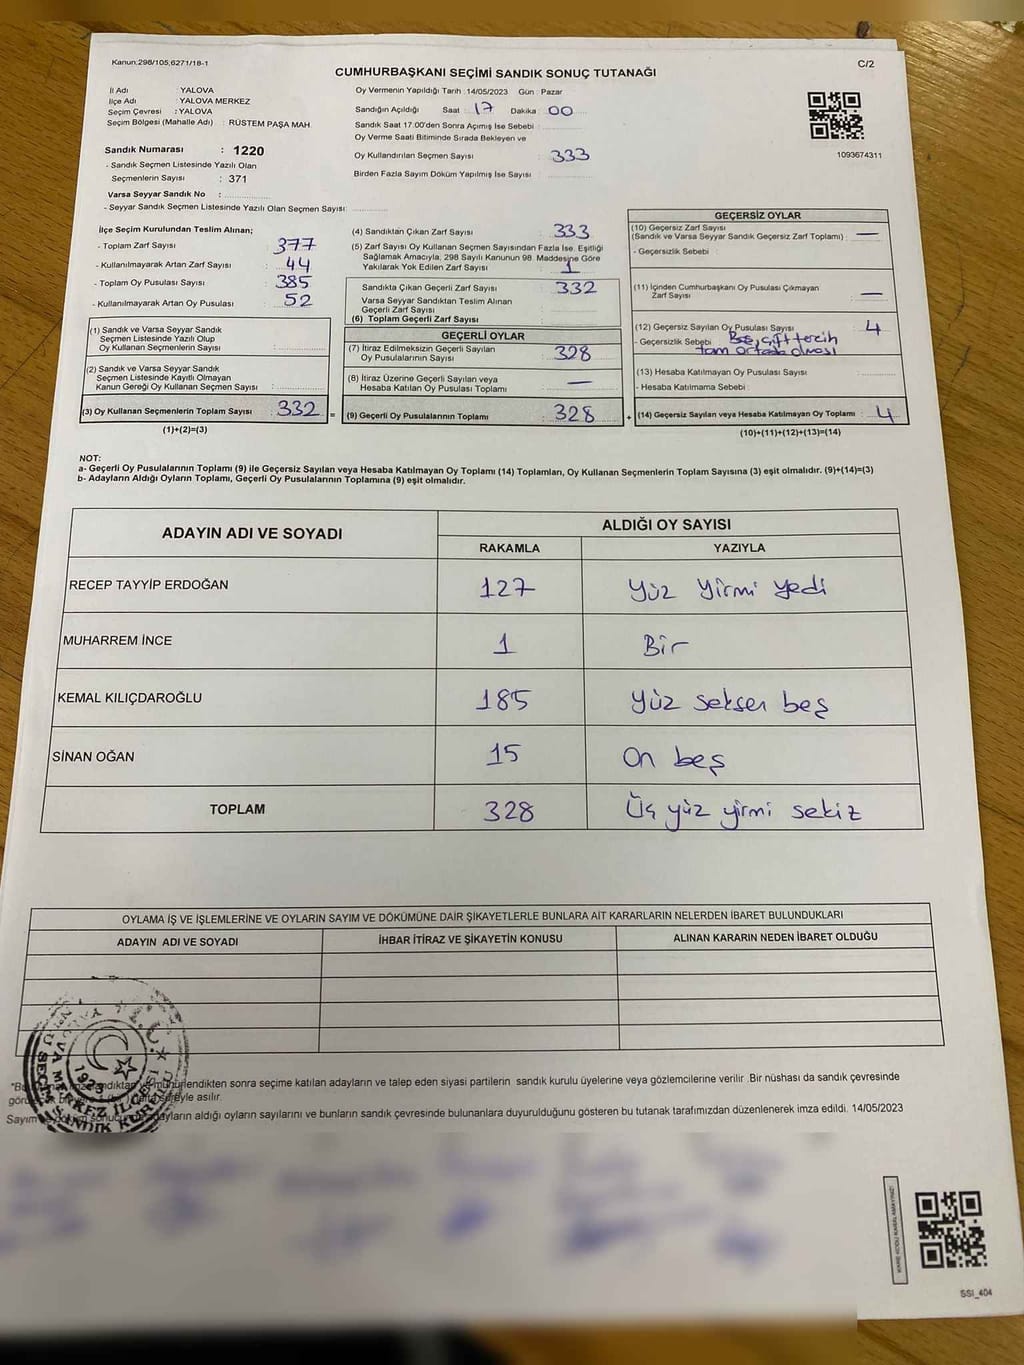 Kanun:298/105,6271/18-1
CUMHURBAŞKANI SEÇİMİ SANDIK SONUÇ TUTANAĞI
C/2
İl Adı : YALOVA
İlçe Adı : YALOVA MERKEZ
Seçim Çevresi : YALOVA
Seçim Bölgesi (Mahalle Adı) : RÜSTEM PAŞA MAH.
Sandık Numarası : 1220
- Sandık Seçmen Listesinde Yazılı Olan
Seçmenlerin Sayısı : 371
Varsa Seyyar Sandık No :
- Seyyar Sandık Seçmen Listesinde Yazılı Olan Seçmen Sayısı:
Oy Vermenin Yapıldığı Tarih :14/05/2023 Gün : Pazar
Sandığın Açıldığı Saat : 17 Dakika : 00
Sandık Saat 17.00'den Sonra Açımış İse Sebebi :
Oy Verme Saati Bitiminde Sırada Bekleyen ve
Oy Kullandırılan Seçmen Sayısı : 333
Birden Fazla Sayım Döküm Yapılmış İse Sayısı :
1093674311
İlçe Seçim Kurulundan Teslim Alınan;
- Toplam Zarf Sayısı : 377
- Kullanılmayarak Artan Zarf Sayısı : 44
- Toplam Oy Pusulası Sayısı : 385
- Kullanılmayarak Artan Oy Pusulası : 52
(1) Sandık ve Varsa Seyyar Sandık
Seçmen Listesinde Yazılı Olup
Oy Kullanan Seçmenlerin Sayısı :
(2) Sandık ve Varsa Seyyar Sandık
Seçmen Listesinde Kayıtlı Olmayan
Kanun Gereği Oy Kullanan Seçmen Sayısı :
(3) Oy Kullanan Seçmenlerin Toplam Sayısı : 332 =
(1)+(2)=(3)
(4) Sandıktan Çıkan Zarf Sayısı : 333
(5) Zarf Sayısı Oy Kullanan Seçmen Sayısından Fazla İse, Eşitliği
Sağlamak Amacıyla, 298 Sayılı Kanunun 98. Maddesine Göre
Yakılarak Yok Edilen Zarf Sayısı : 1
Sandıkta Çıkan Geçerli Zarf Sayısı : 332
Varsa Seyyar Sandıktan Teslim Alınan
Geçerli Zarf Sayısı :
(6) Toplam Geçerli Zarf Sayısı :
GEÇERLİ OYLAR
(7) İtiraz Edilmeksizin Geçerli Sayılan
Oy Pusulalarının Sayısı : 328
(8) İtiraz Üzerine Geçerli Sayılan veya
Hesaba Katılan Oy Pusulası Toplamı : —
(9) Geçerli Oy Pusulalarının Toplamı : 328 +
GEÇERSİZ OYLAR
(10) Geçersiz Zarf Sayısı
(Sandık ve Varsa Seyyar Sandık Geçersiz Zarf Toplamı) : —
- Geçersizlik Sebebi :
(11) İçinden Cumhurbaşkanı Oy Pusulası Çıkmayan
Zarf Sayısı : —
(12) Geçersiz Sayılan Oy Pusulası Sayısı : 4
- Geçersizlik Sebebi : çift tercih
tam ortada olması
(13) Hesaba Katılmayan Oy Pusulası Sayısı :
- Hesaba Katılmama Sebebi :
(14) Geçersiz Sayılan veya Hesaba Katılmayan Oy Toplamı : 4
(10)+(11)+(12)+(13)=(14)
NOT:
a- Geçerli Oy Pusulalarının Toplamı (9) ile Geçersiz Sayılan veya Hesaba Katılmayan Oy Toplamı (14) Toplamları, Oy Kullanan Seçmenlerin Toplam Sayısına (3) eşit olmalıdır. (9)+(14)=(3)
b- Adayların Aldığı Oyların Toplamı, Geçerli Oy Pusulalarının Toplamına (9) eşit olmalıdır.
ADAYIN ADI VE SOYADI
ALDIĞI OY SAYISI
RAKAMLA YAZIYLA
RECEP TAYYİP ERDOĞAN 127 Yüz Yirmi Yedi
MUHARREM İNCE 1 Bir
KEMAL KILIÇDAROĞLU 185 Yüz seksen beş
SİNAN OĞAN 15 On beş
TOPLAM 328 Üç yüz yirmi sekiz
OYLAMA İŞ VE İŞLEMLERİNE VE OYLARIN SAYIM VE DÖKÜMÜNE DAİR ŞİKAYETLERLE BUNLARA AİT KARARLARIN NELERDEN İBARET BULUNDUKLARI
ADAYIN ADI VE SOYADI İHBAR İTİRAZ VE ŞİKAYETİN KONUSU ALINAN KARARIN NEDEN İBARET OLDUĞU
T.C.
YALOVA MERKEZ İLÇE
SANDIK KURULU
1923
mühürlendikten sonra seçime katılan adayların ve talep eden siyasi partilerin sandık kurulu üyelerine veya gözlemcilerine verilir .Bir nüshası da sandık çevresinde
asılır.
Sayım aldığı oyların sayılarını ve bunların sandık çevresinde bulunanlara duyurulduğunu gösteren bu tutanak tarafımızdan düzenlenerek imza edildi. 14/05/2023
KARE KODU KARALAMAYINIZ!
SSI_404